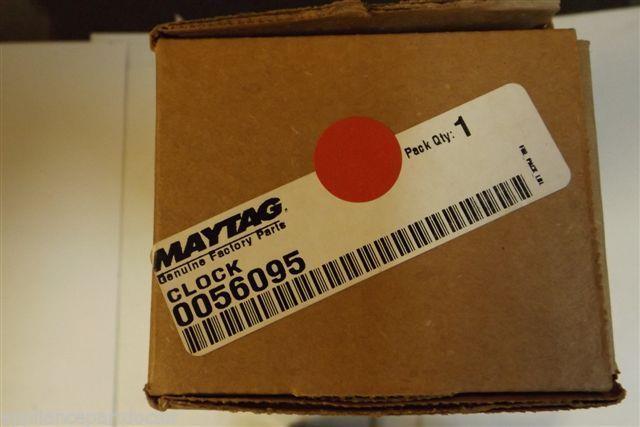 Pack Qty: 1
MAYTAG
Genuine Factory Parts
CLOCK
0056095